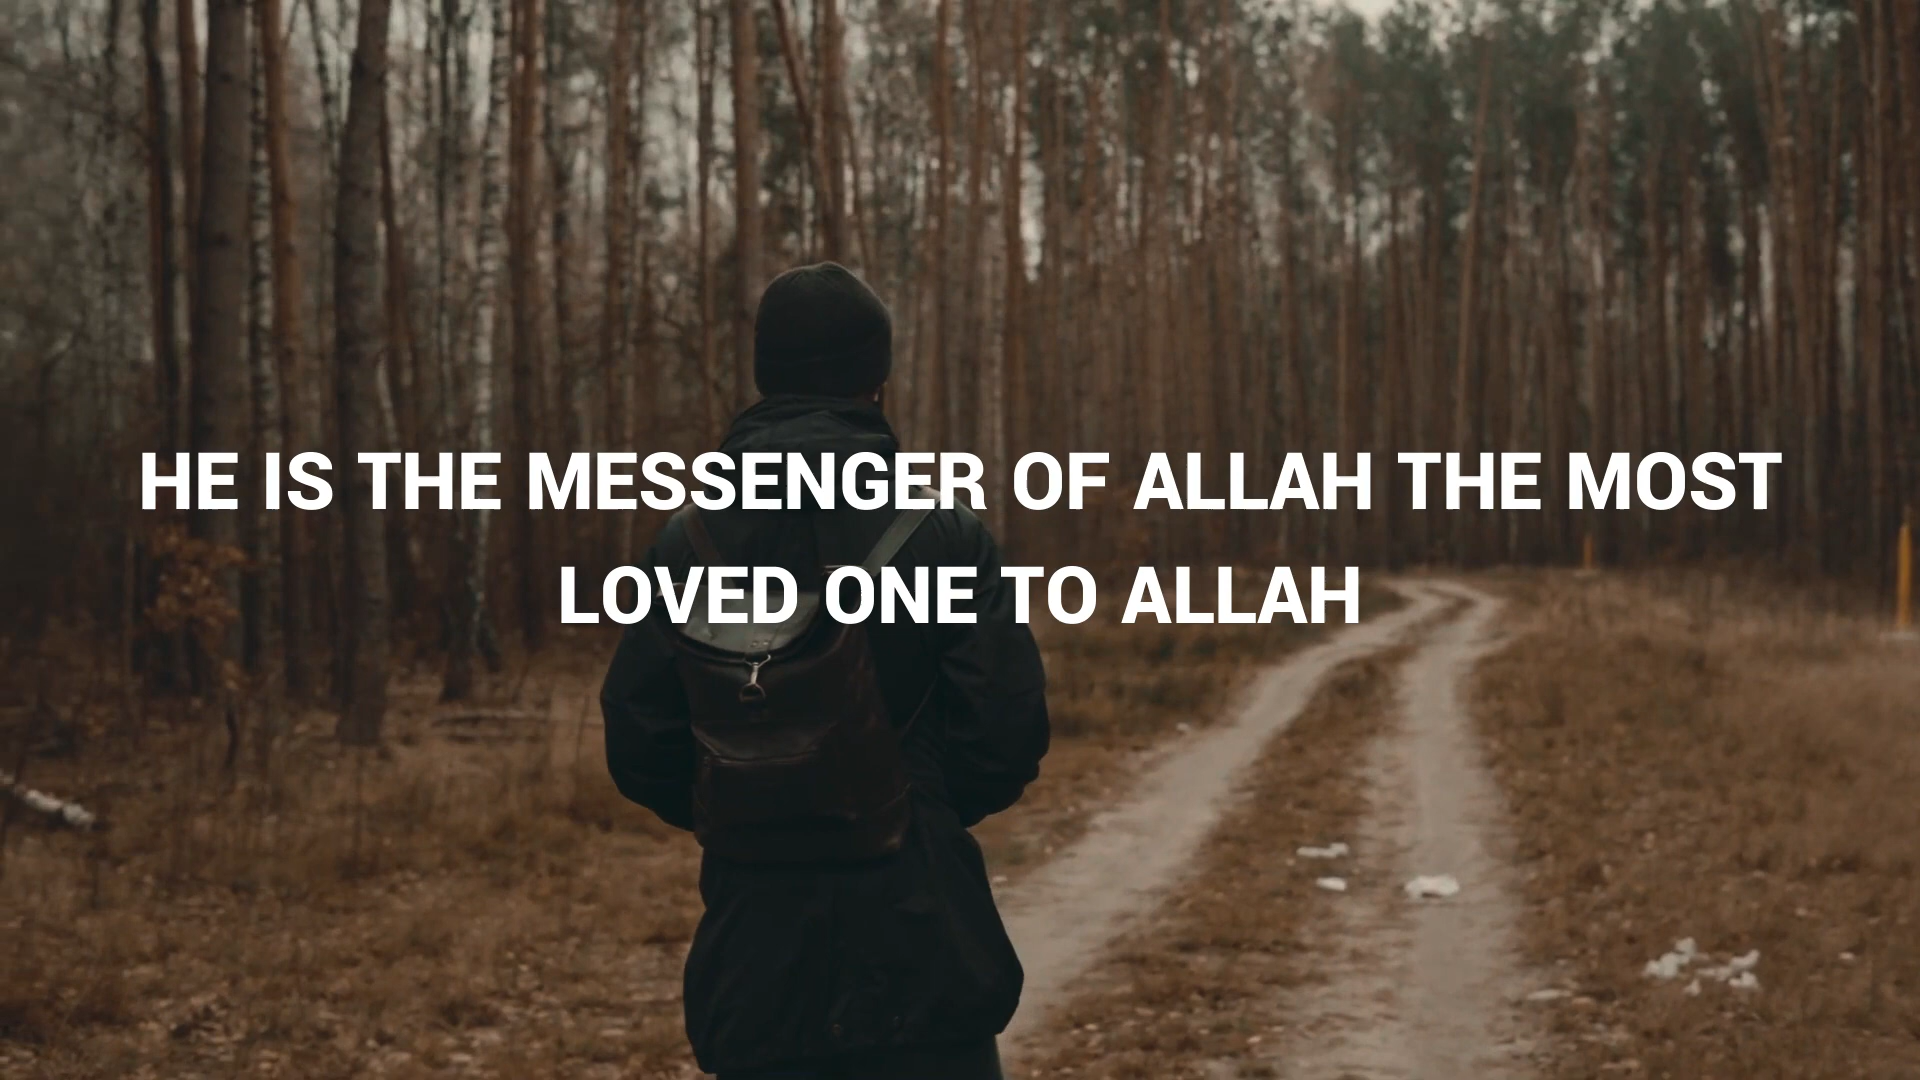 HE IS THE MESSENGER OF ALLAH THE MOST
LOVED ONE TO ALLAH